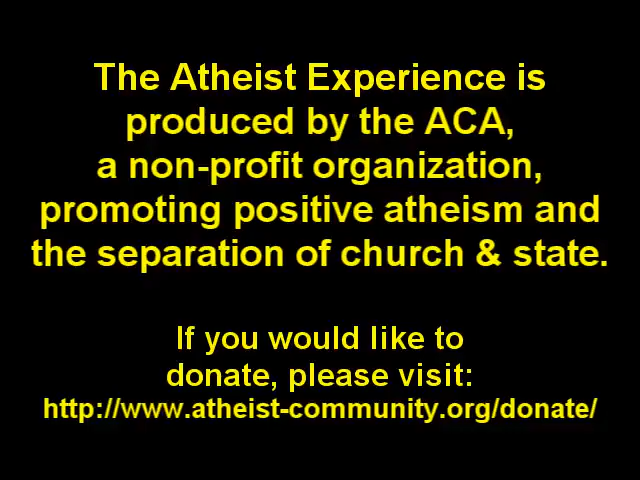 The Atheist Experience is
produced by the ACA,
a non-profit organization,
promoting positive atheism and
the separation of church & state.
If you would like to
donate, please visit:
http://www.atheist-community.org/donate/